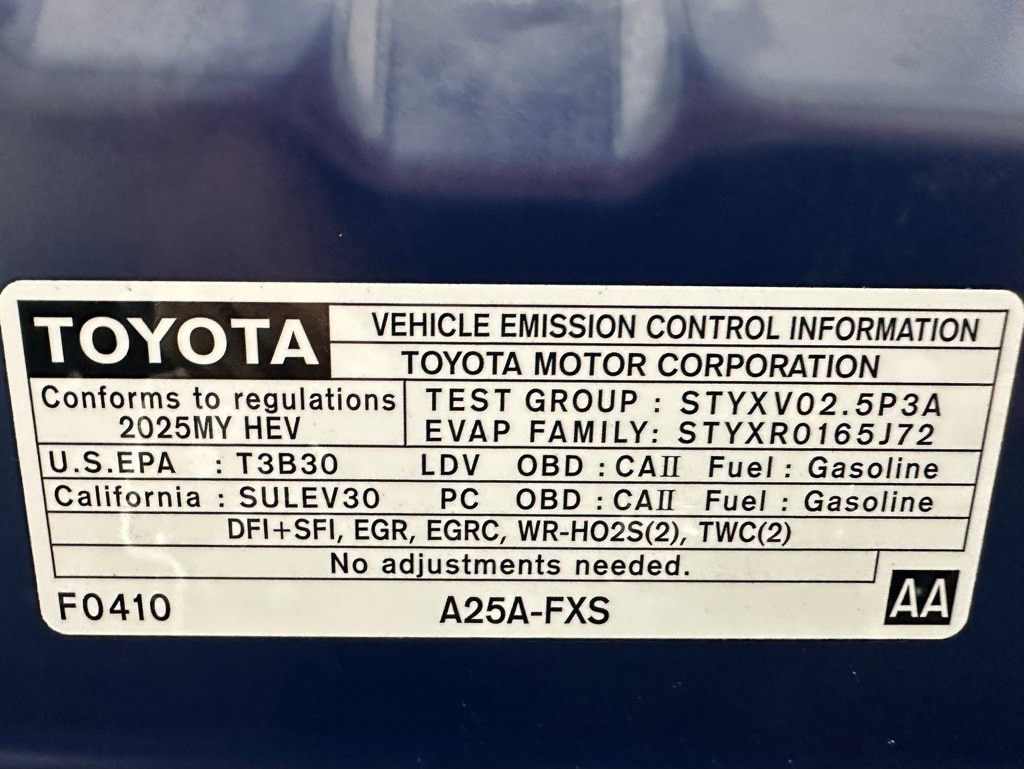 TOYOTA
VEHICLE EMISSION CONTROL INFORMATION
TOYOTA MOTOR CORPORATION
Conforms to regulations
2025MY HEV
TEST GROUP : STYXV02.5P3A
EVAP FAMILY: STYXR0165J72
U.S.EPA : T3B30 LDV OBD : CAII Fuel : Gasoline
California : SULEV30 PC OBD : CAII Fuel : Gasoline
DFI+SFI, EGR, EGRC, WR-HO2S(2), TWC(2)
No adjustments needed.
F0410 A25A-FXS AA